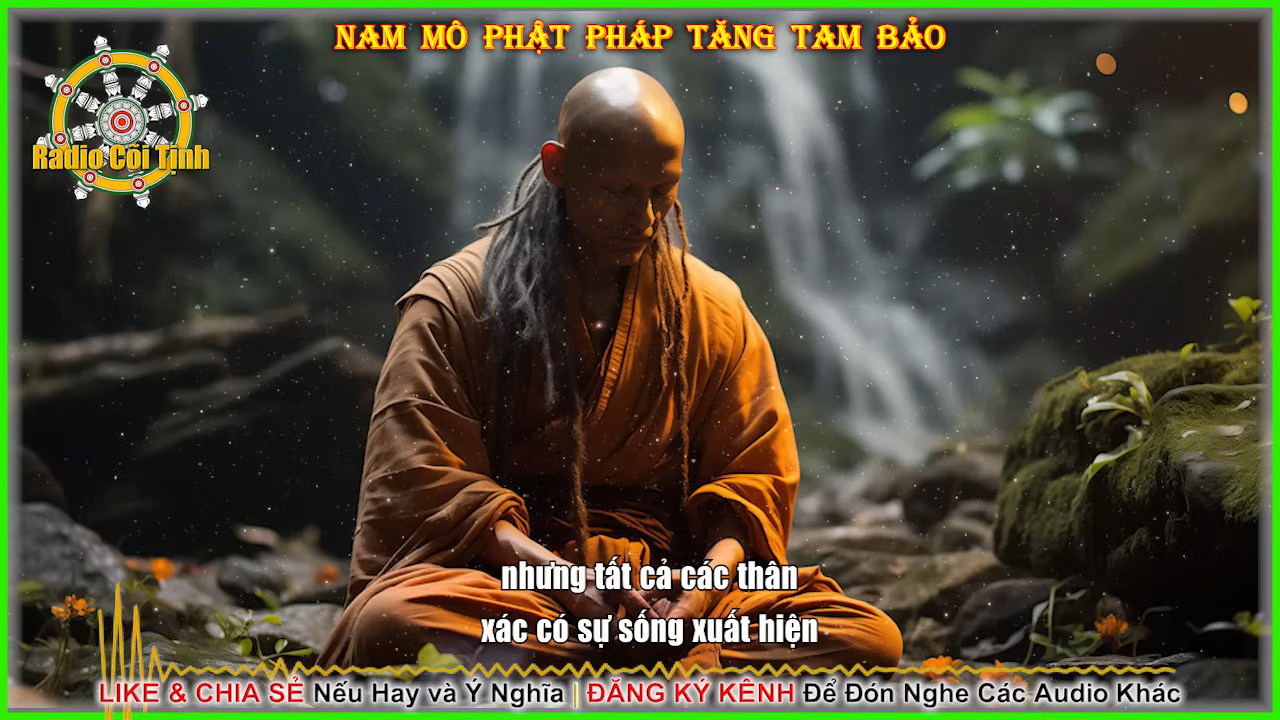 NAM MÔ PHẬT PHÁP TĂNG TAM BẢO
Radio Cõi Tịnh
nhưng tất cả các thân
xác có sự sống xuất hiện
LIKE & CHIA SẺ Nếu Hay và Ý Nghĩa | ĐĂNG KÝ KÊNH Để Đón Nghe Các Audio Khác